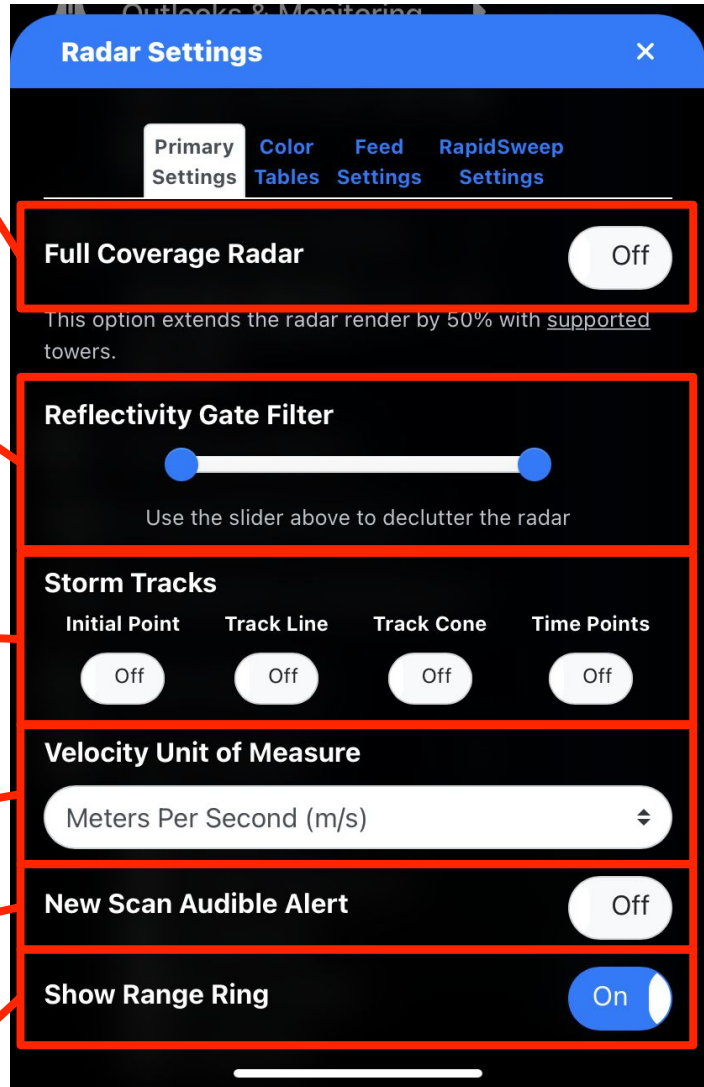 Outlooks & Monitoring
Radar Settings
Primary Settings
Color Tables
Feed Settings
RapidSweep Settings
Full Coverage Radar
Off
This option extends the radar render by 50% with supported
towers.
Reflectivity Gate Filter
Use the slider above to declutter the radar
Storm Tracks
Initial Point Track Line Track Cone Time Points
Off Off Off Off
Velocity Unit of Measure
Meters Per Second (m/s)
New Scan Audible Alert
Off
Show Range Ring
On